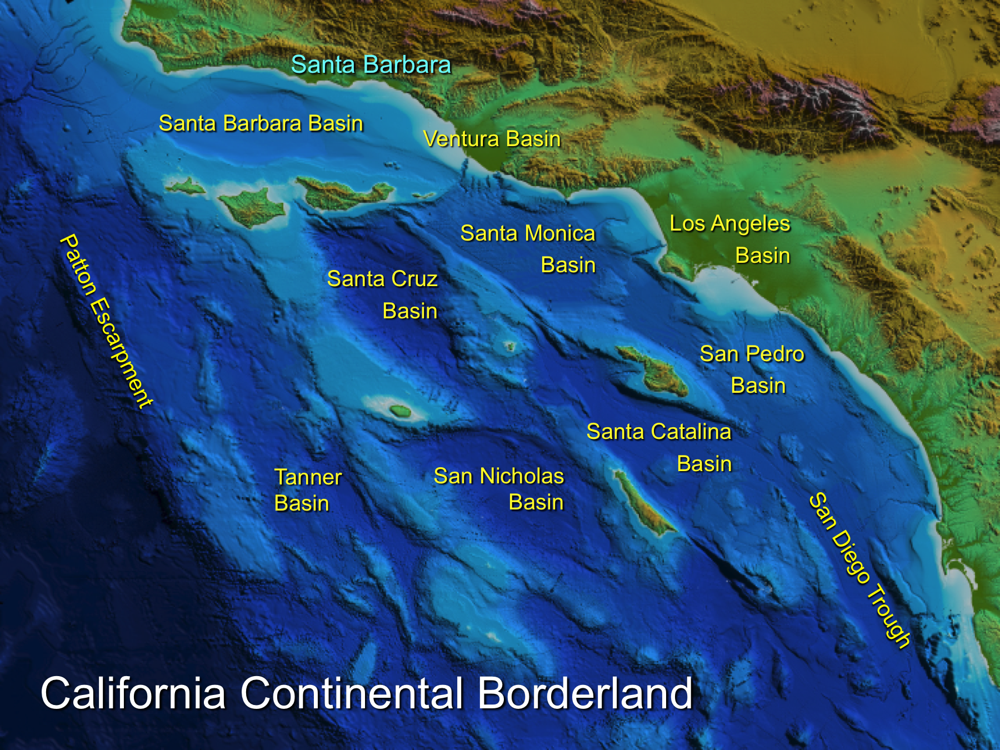 Santa Barbara
Santa Barbara Basin
Ventura Basin
Los Angeles
Basin
Santa Monica
Basin
Santa Cruz
Basin
Patton Escarpment
San Pedro
Basin
Santa Catalina
Basin
Tanner
Basin
San Nicholas
Basin
San Diego Trough
California Continental Borderland